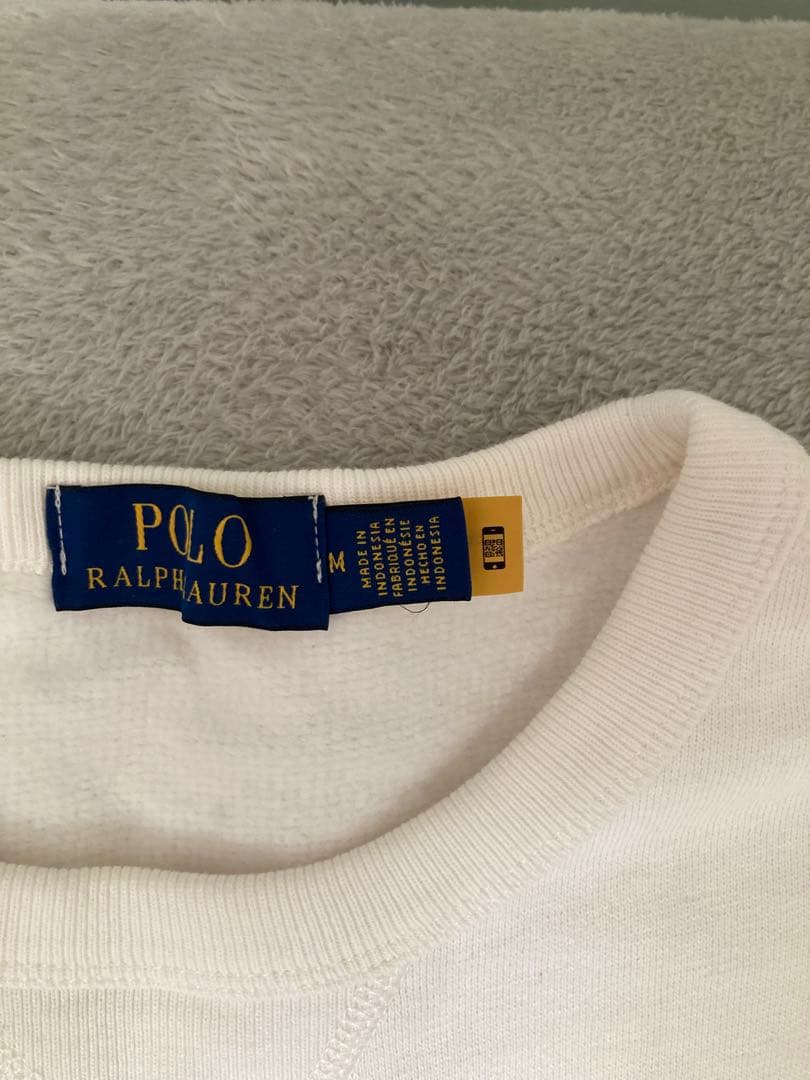 POLO
RALPH LAUREN
M
MADE IN
INDONESIA
FABRIQUÉ EN
INDONÉSIE
HECHO EN
INDONESIA